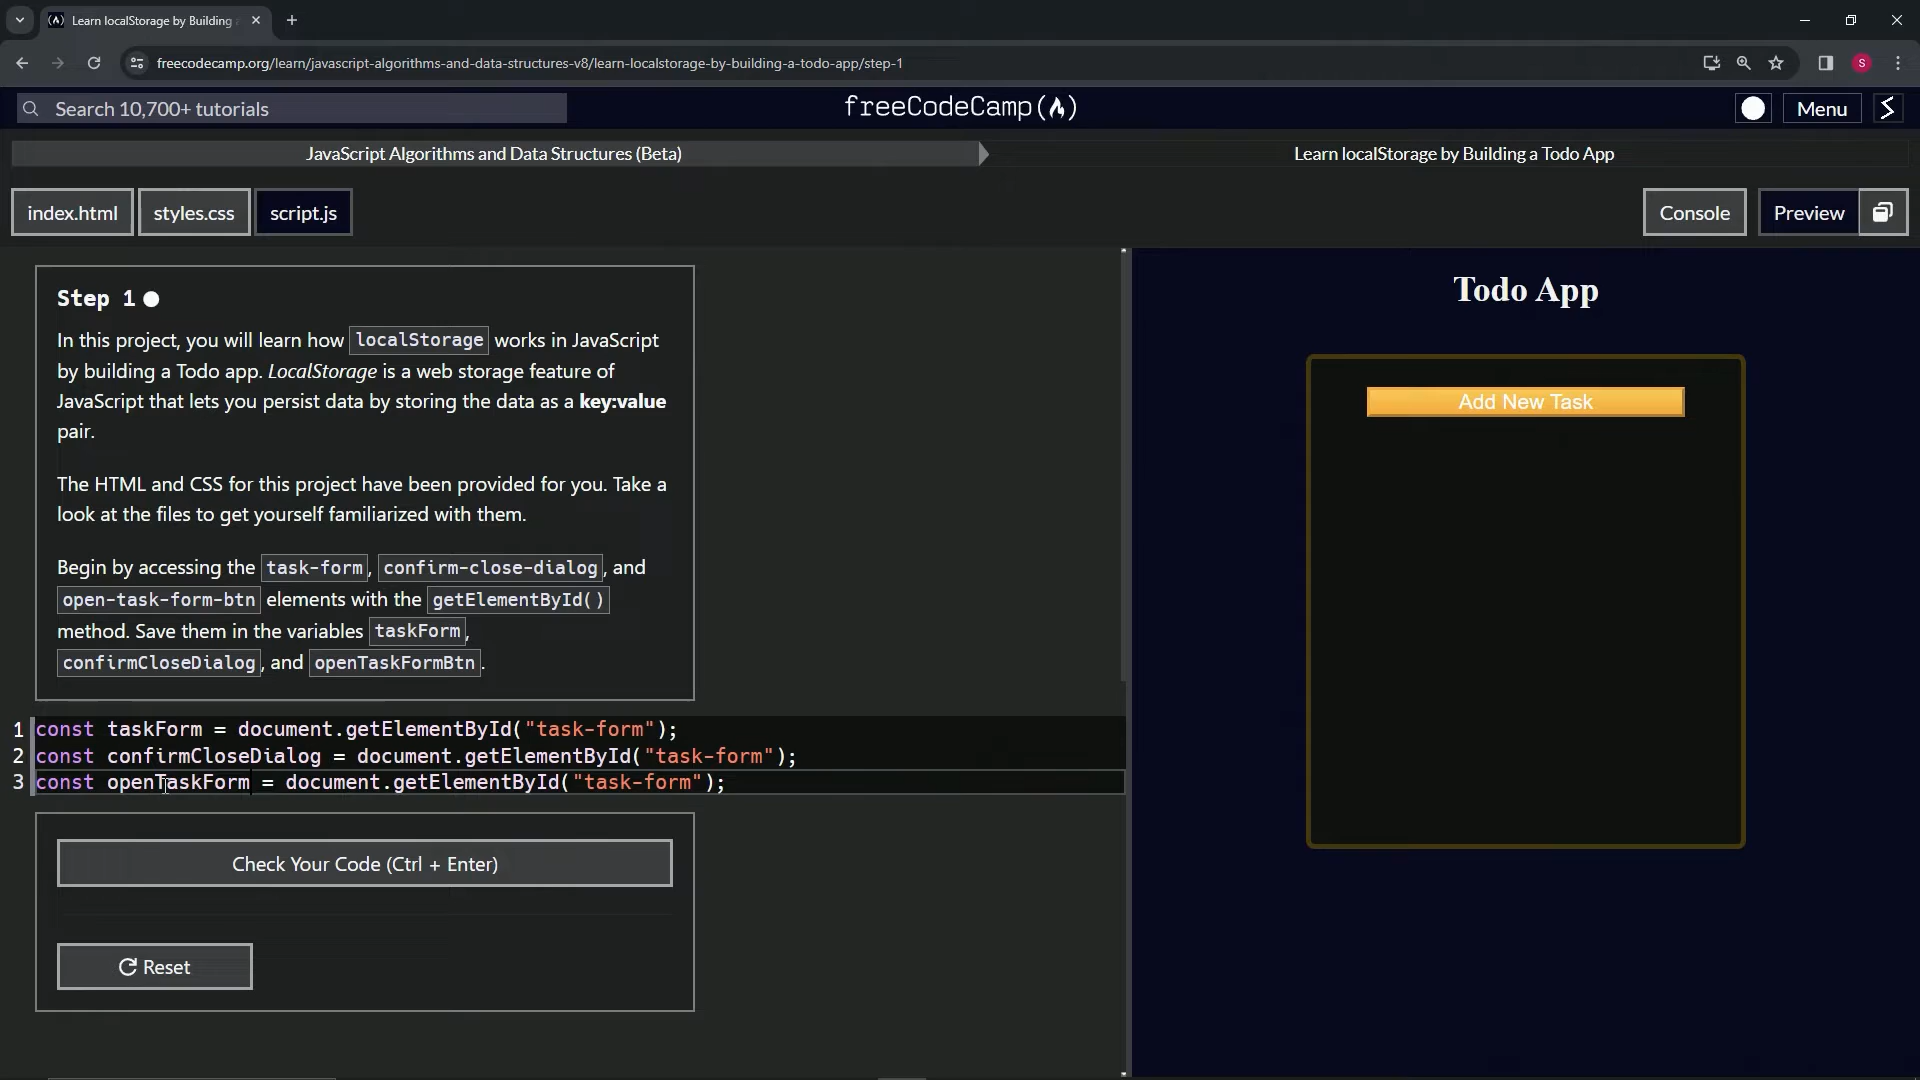 Learn localStorage by Building
freecodecamp.org/learn/javascript-algorithms-and-data-structures-v8/learn-localstorage-by-building-a-todo-app/step-1
S
Search 10,700+ tutorials
freeCodeCamp(🔥)
Menu
JavaScript Algorithms and Data Structures (Beta)
Learn localStorage by Building a Todo App
index.html
styles.css
script.js
Console
Preview
Step 1
In this project, you will learn how localStorage works in JavaScript
by building a Todo app. LocalStorage is a web storage feature of
JavaScript that lets you persist data by storing the data as a key:value
pair.
The HTML and CSS for this project have been provided for you. Take a
look at the files to get yourself familiarized with them.
Begin by accessing the task-form, confirm-close-dialog, and
open-task-form-btn elements with the getElementById()
method. Save them in the variables taskForm,
confirmCloseDialog, and openTaskFormBtn.
1 const taskForm = document.getElementById("task-form");
2 const confirmCloseDialog = document.getElementById("task-form");
3 const openTaskForm = document.getElementById("task-form");
Check Your Code (Ctrl + Enter)
Reset
Todo App
Add New Task